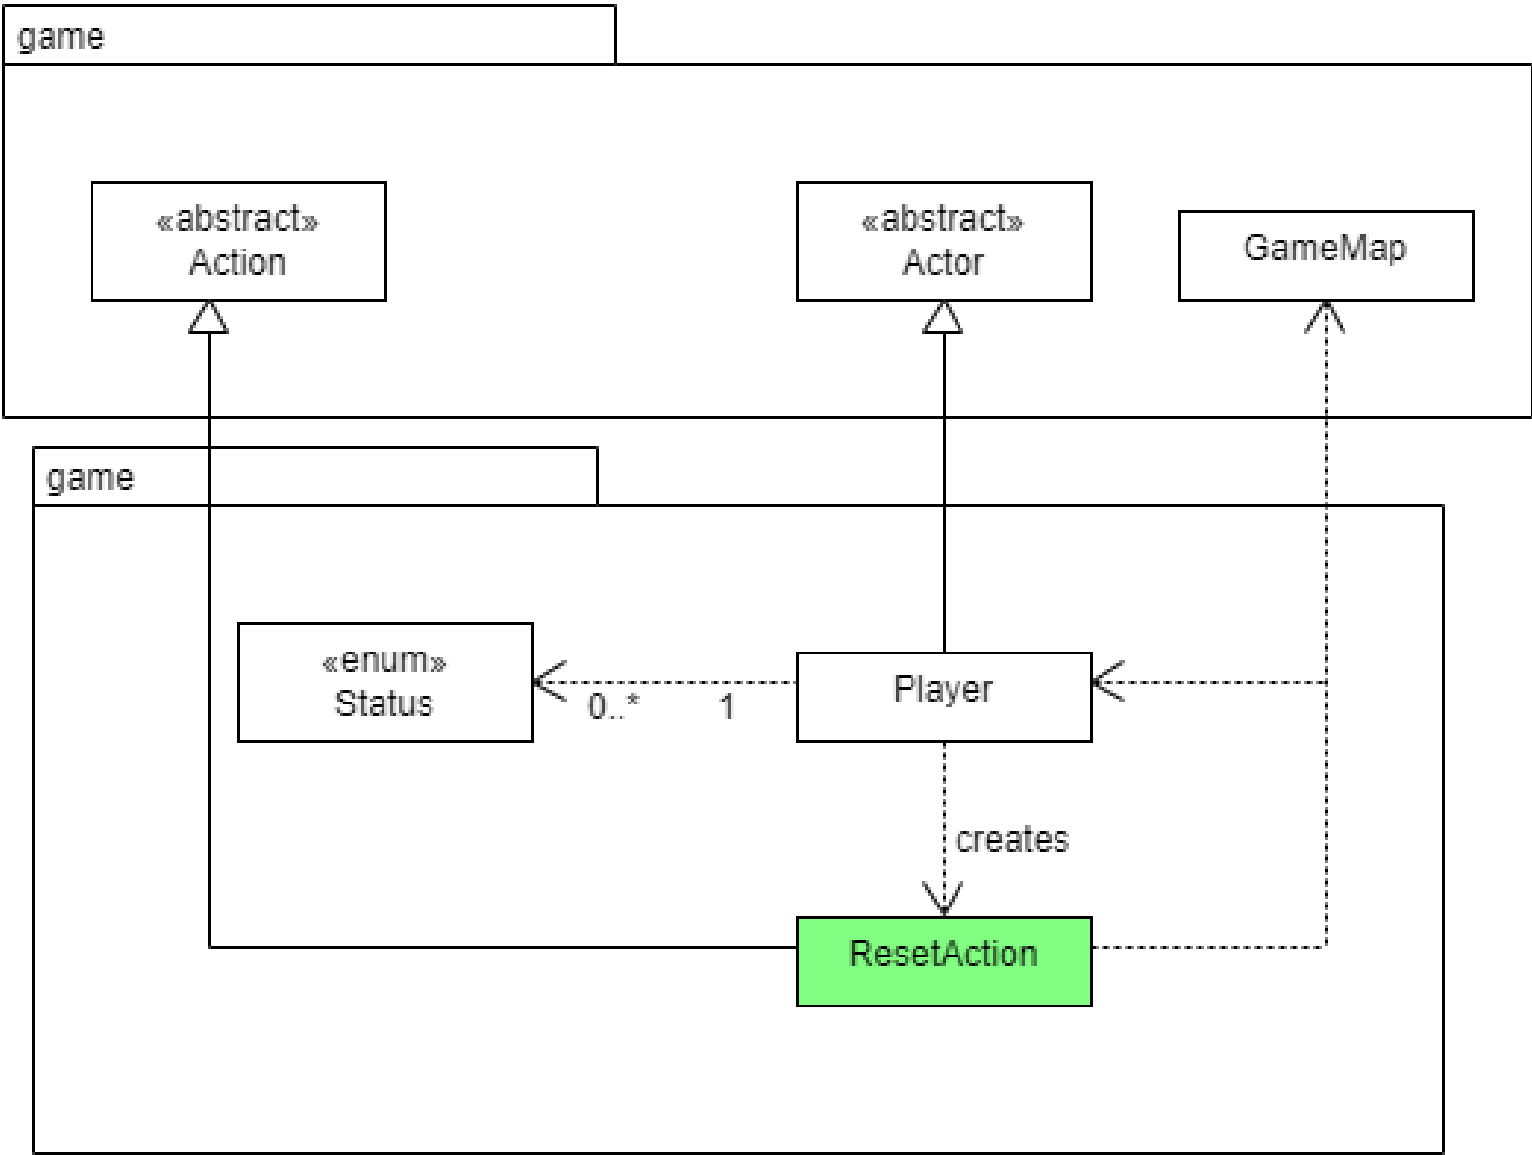 game
«abstract»
Action
«abstract»
Actor
GameMap
game
«enum»
Status
0..*
1
Player
creates
ResetAction